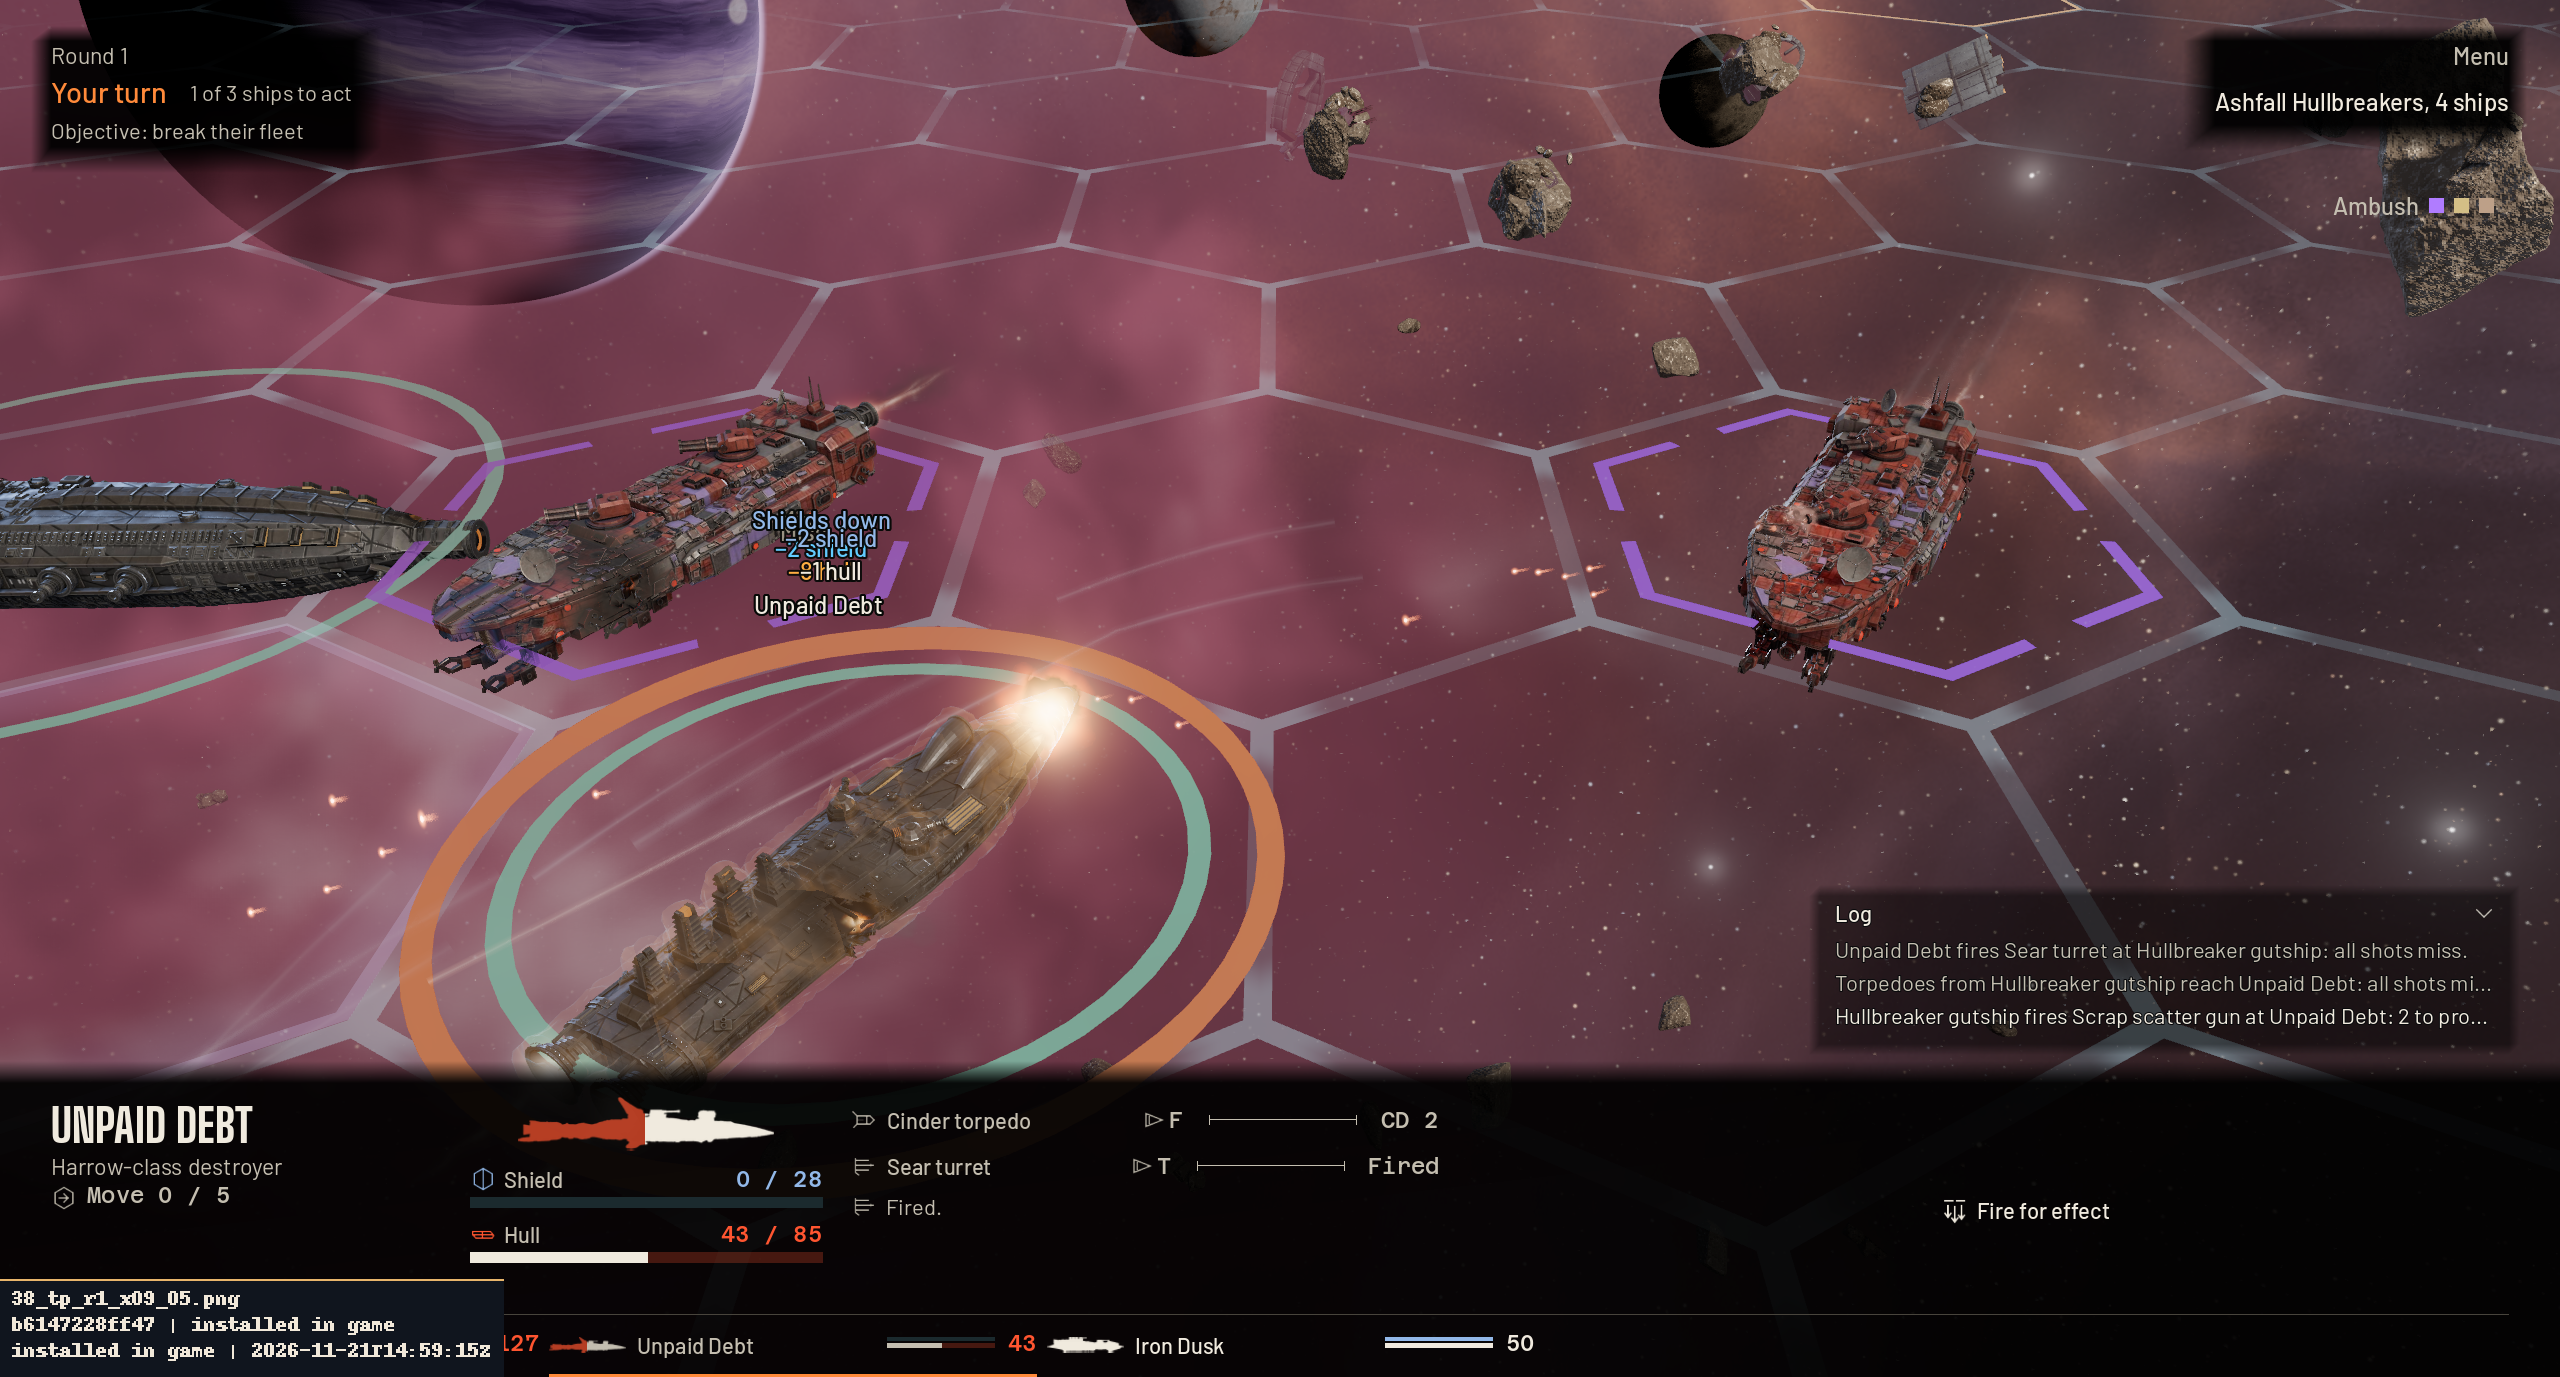 Round 1
Your turn 1 of 3 ships to act
Objective: break their fleet
Menu
Ashfall Hullbreakers, 4 ships
Ambush
Shields down
−2 shield
−2 shield
−1 hull
Unpaid Debt
Log
Unpaid Debt fires Sear turret at Hullbreaker gutship: all shots miss.
Torpedoes from Hullbreaker gutship reach Unpaid Debt: all shots mi...
Hullbreaker gutship fires Scrap scatter gun at Unpaid Debt: 2 to pro...
UNPAID DEBT
Harrow-class destroyer
Move 0 / 5
Shield 0 / 28
Hull 43 / 85
Cinder torpedo F CD 2
Sear turret T Fired
Fired.
Fire for effect
38_tp_r1_x09_05.png
b6147228ff47 | installed in game
installed in game | 2026-11-21r14:59:15z
127 Unpaid Debt 43 Iron Dusk 50